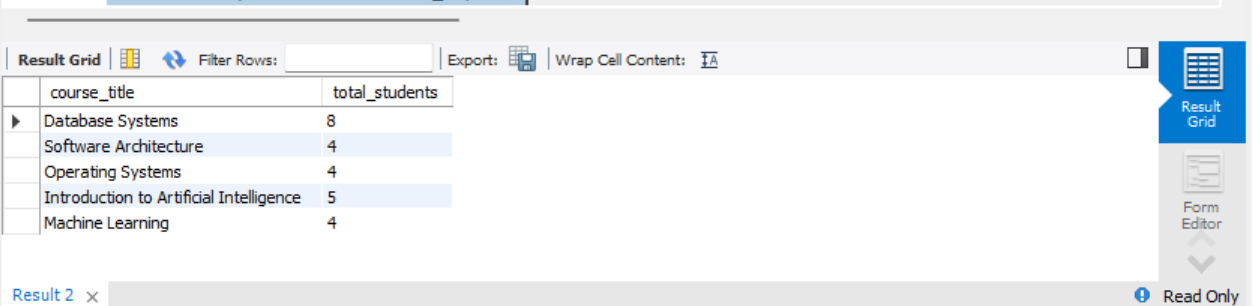 Result Grid Filter Rows: Export: Wrap Cell Content:
course_title total_students
Database Systems 8
Software Architecture 4
Operating Systems 4
Introduction to Artificial Intelligence 5
Machine Learning 4
Result
Grid
Form
Editor
Result 2 Read Only